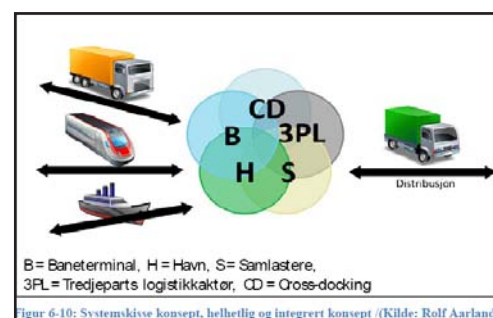 CD
B
3PL
H
S
Distribusjon
B = Baneterminal, H = Havn, S= Samlastere,
3PL = Tredjeparts logistikkaktør, CD = Cross-docking
Figur 6-10: Systemskisse konsept, helhetlig og integrert konsept /(Kilde: Rolf Aarland